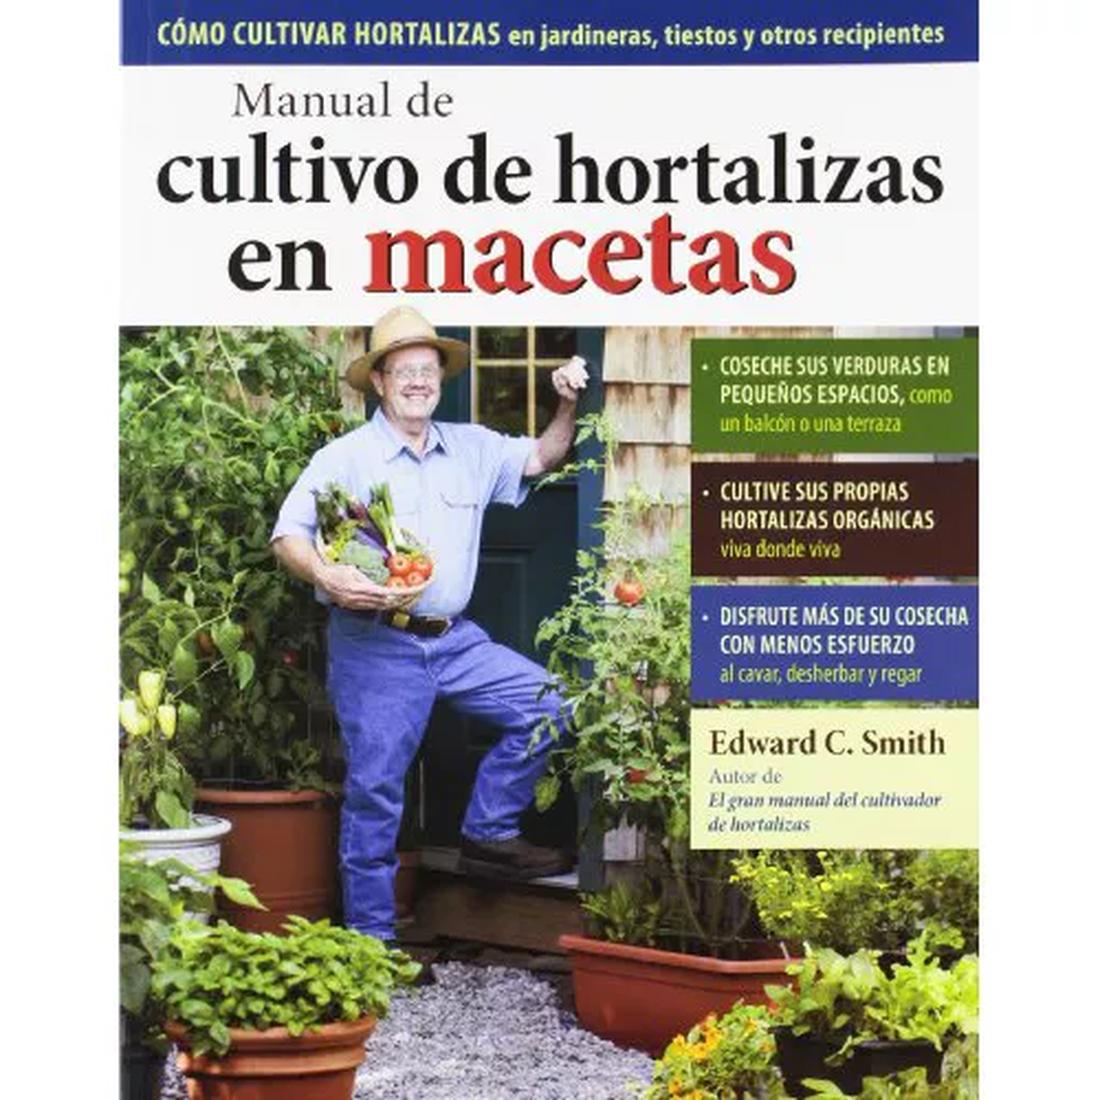 CÓMO CULTIVAR HORTALIZAS en jardineras, tiestos y otros recipientes
Manual de
cultivo de hortalizas
en macetas
• COSECHE SUS VERDURAS EN
PEQUEÑOS ESPACIOS, como
un balcón o una terraza
• CULTIVE SUS PROPIAS
HORTALIZAS ORGÁNICAS
viva donde viva
• DISFRUTE MÁS DE SU COSECHA
CON MENOS ESFUERZO
al cavar, desherbar y regar
Edward C. Smith
Autor de
El gran manual del cultivador
de hortalizas